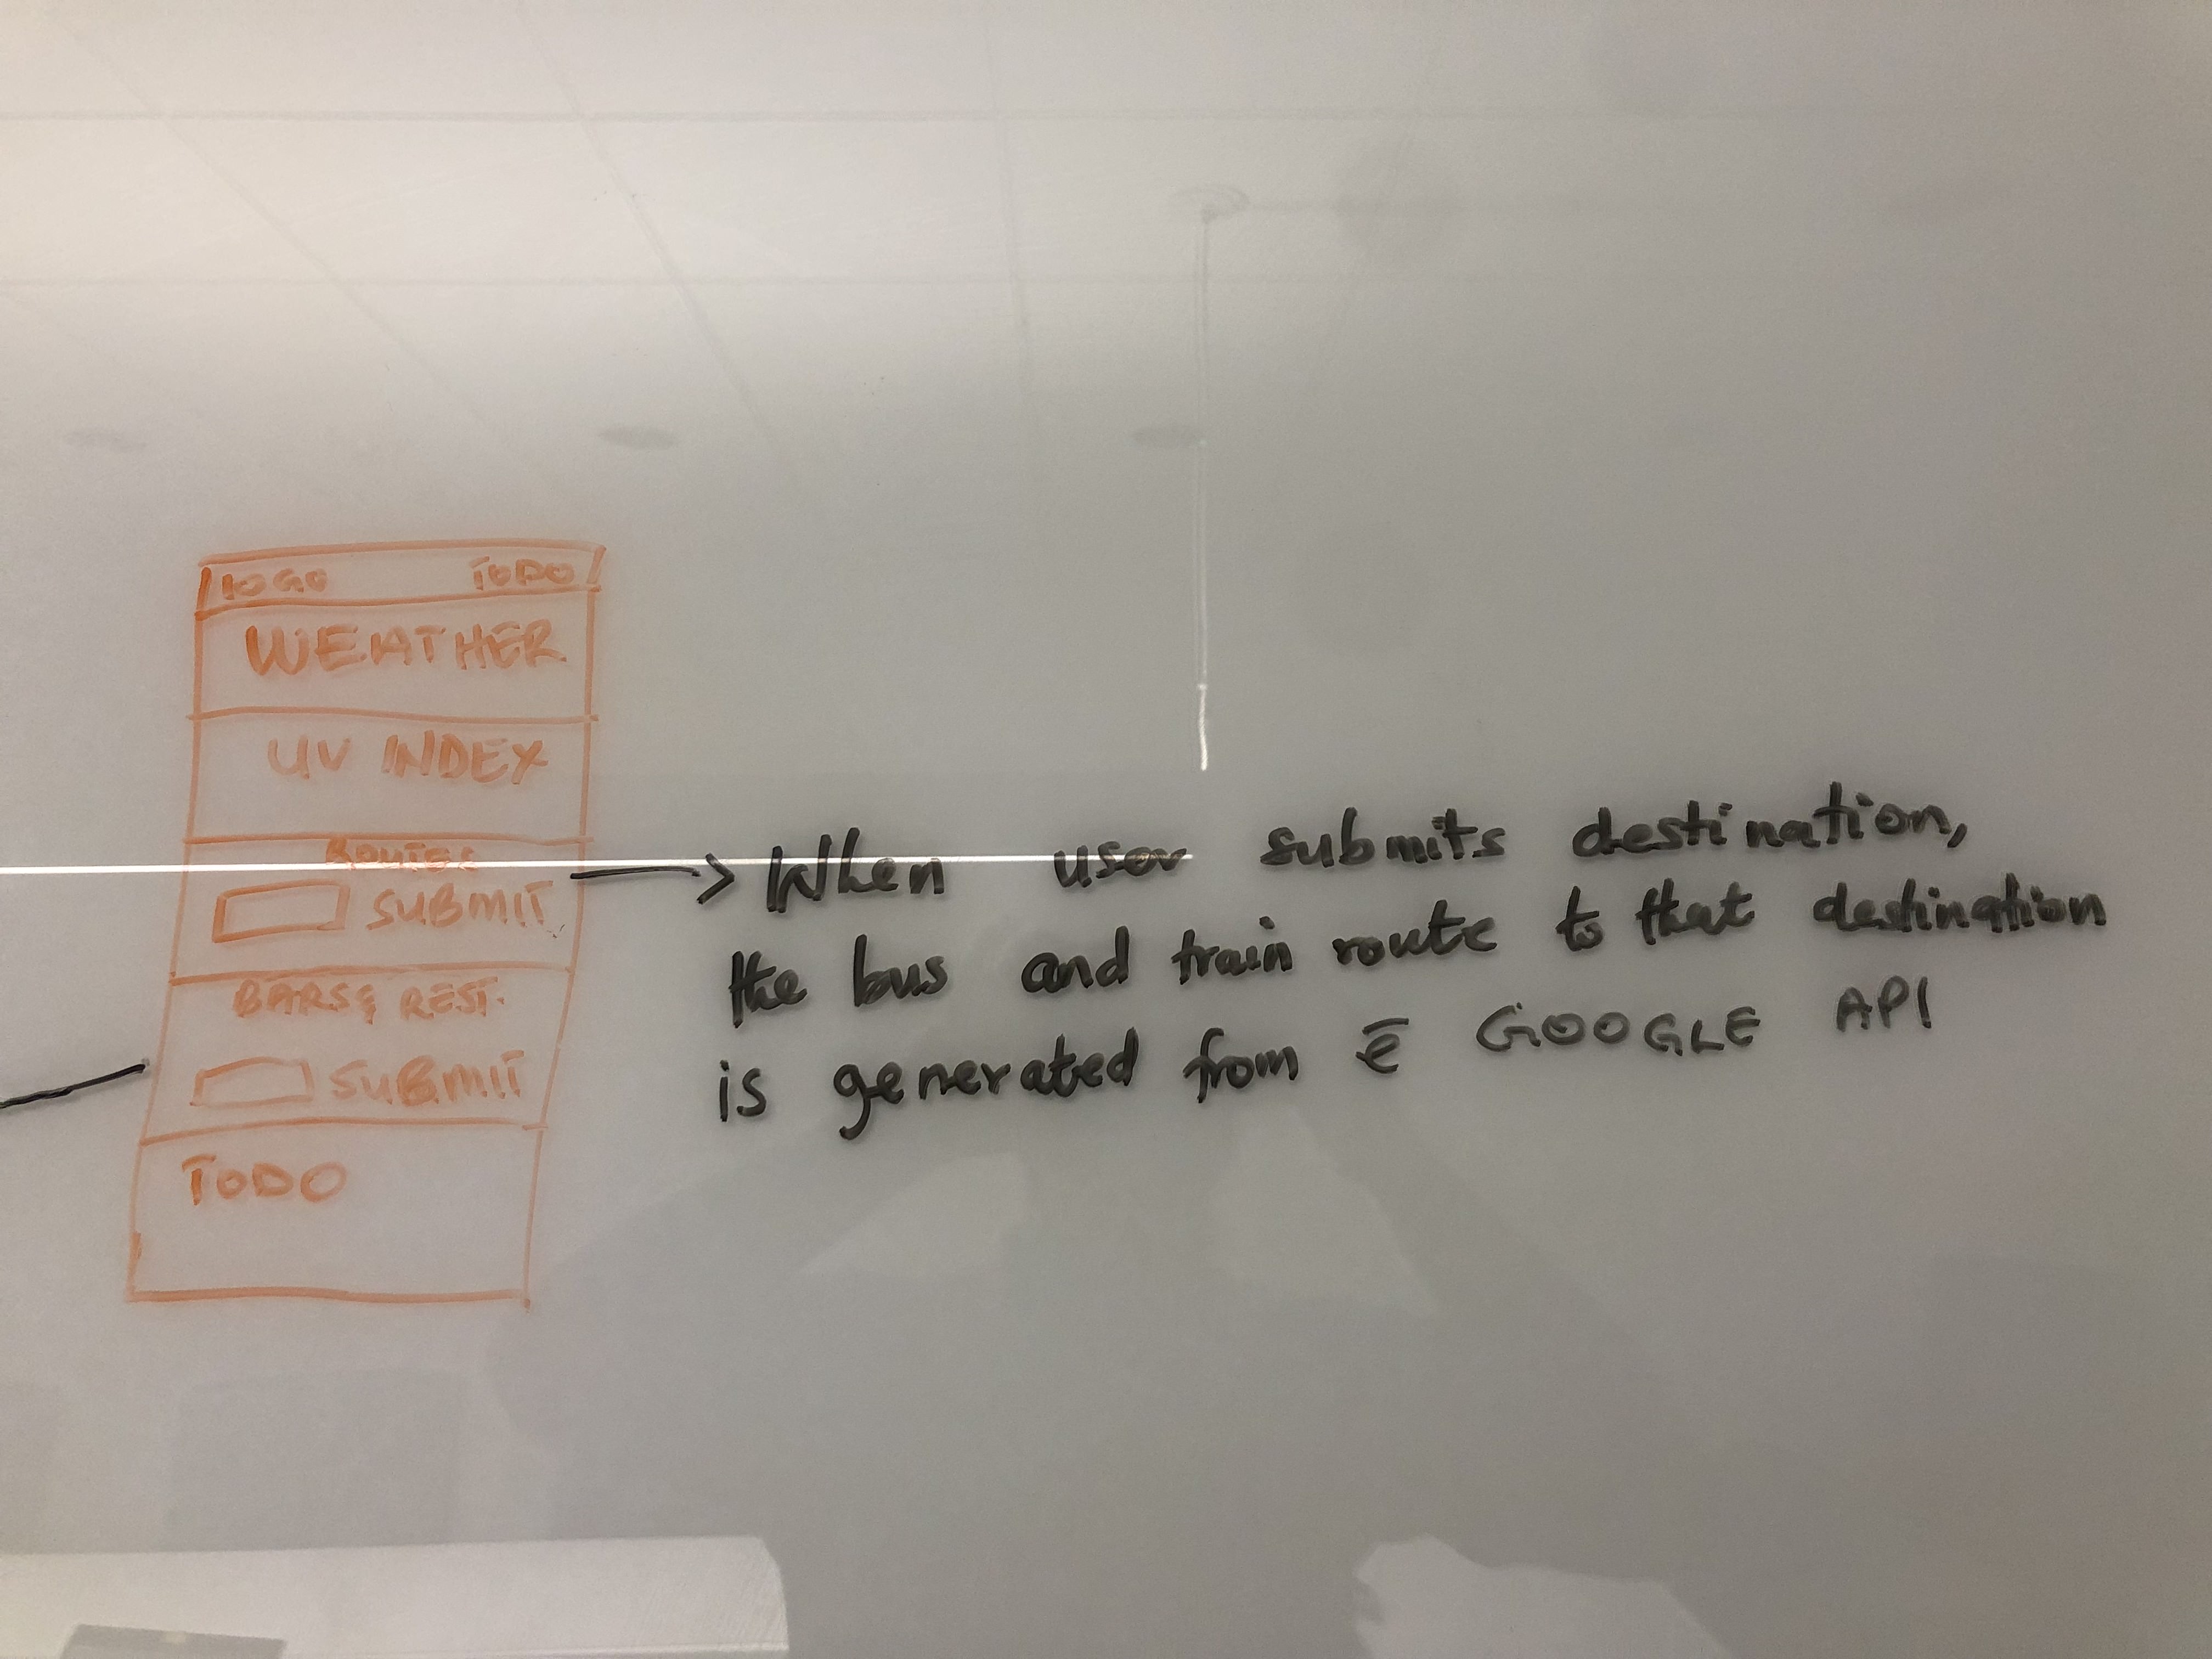 LOGO TODO
WEATHER
UV INDEX
ROUTES
SUBMIT
BARS & REST.
SUBMIT
TODO
When user submits destination,
the bus and train route to that destination
is generated from ē GOOGLE API